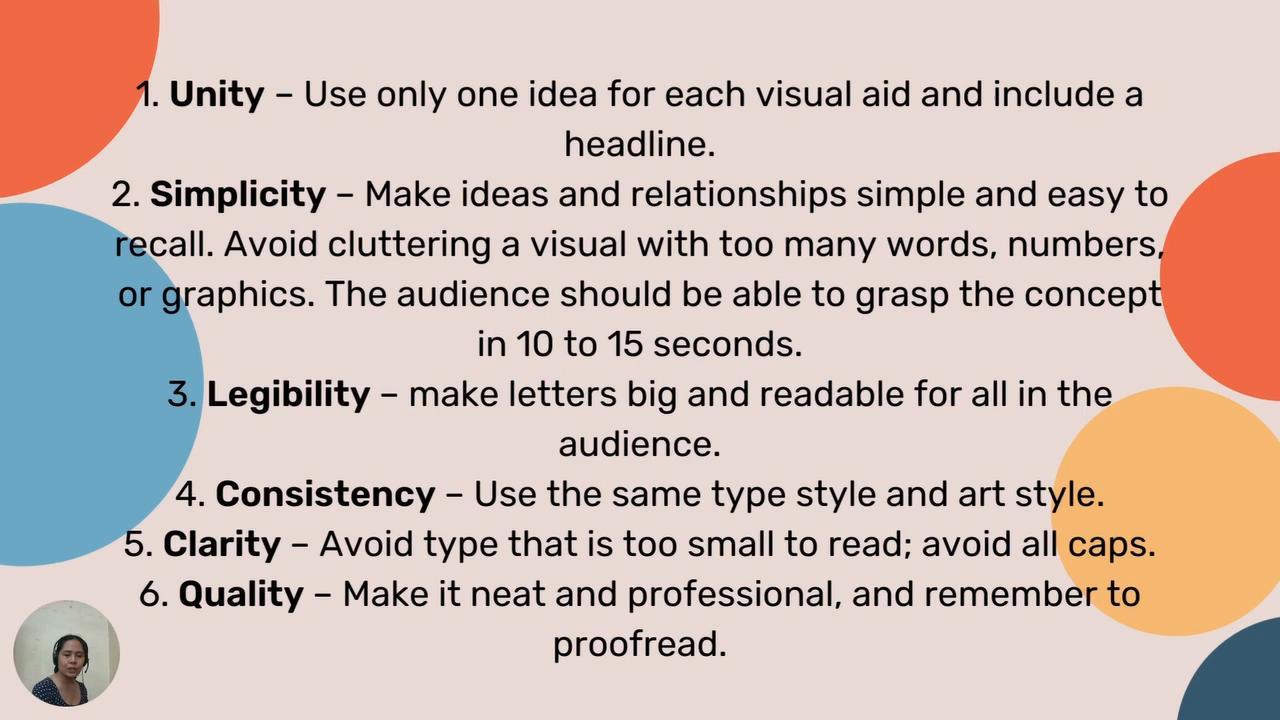 1. Unity – Use only one idea for each visual aid and include a
headline.
2. Simplicity – Make ideas and relationships simple and easy to
recall. Avoid cluttering a visual with too many words, numbers,
or graphics. The audience should be able to grasp the concept
in 10 to 15 seconds.
3. Legibility – make letters big and readable for all in the
audience.
4. Consistency – Use the same type style and art style.
5. Clarity – Avoid type that is too small to read; avoid all caps.
6. Quality – Make it neat and professional, and remember to
proofread.